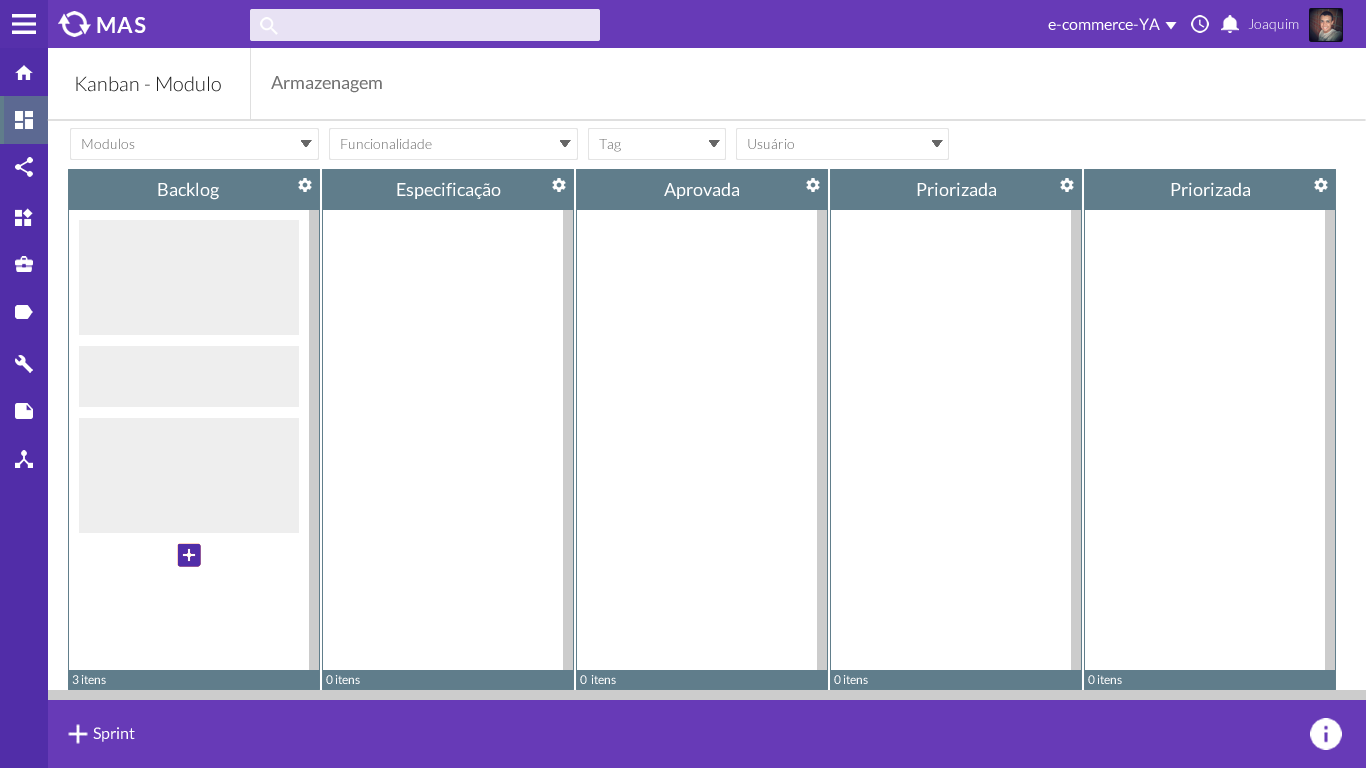 MAS
e-commerce-YA
Joaquim
Kanban - Modulo
Armazenagem
Modulos
Funcionalidade
Tag
Usuário
Backlog
Especificação
Aprovada
Priorizada
Priorizada
3 itens
0 itens
0 itens
0 itens
0 itens
Sprint